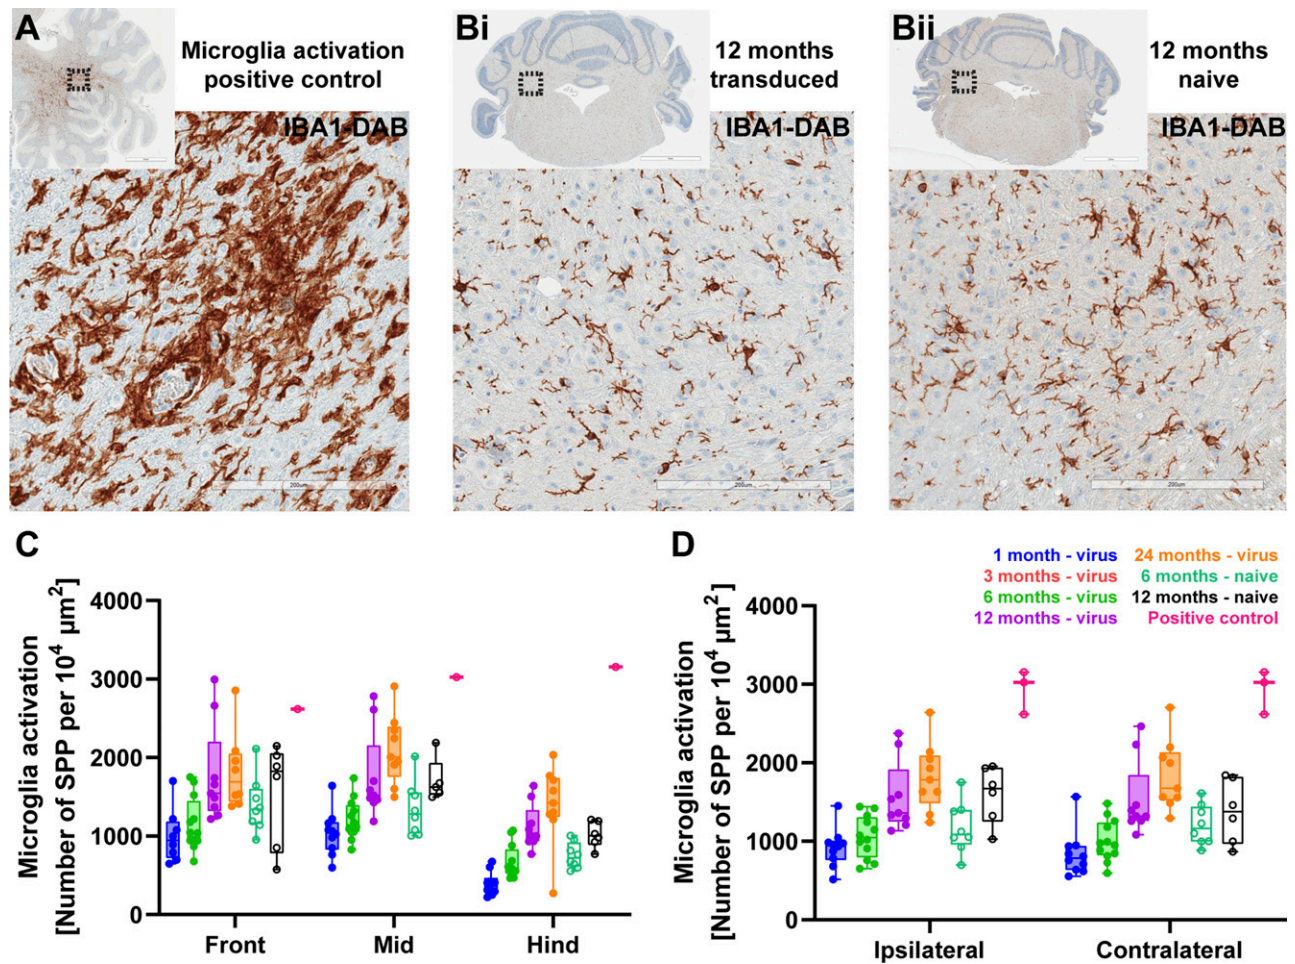 A
Microglia activation
positive control
IBA1-DAB
200um
Bi
12 months
transduced
IBA1-DAB
200um
Bii
12 months
naive
IBA1-DAB
200um
C
Microglia activation
[Number of SPP per 10⁴ µm²]
4000
3000
2000
1000
0
Front Mid Hind
D
1 month - virus
3 months - virus
6 months - virus
12 months - virus
24 months - virus
6 months - naive
12 months - naive
Positive control
Microglia activation
[Number of SPP per 10⁴ µm²]
4000
3000
2000
1000
0
Ipsilateral Contralateral